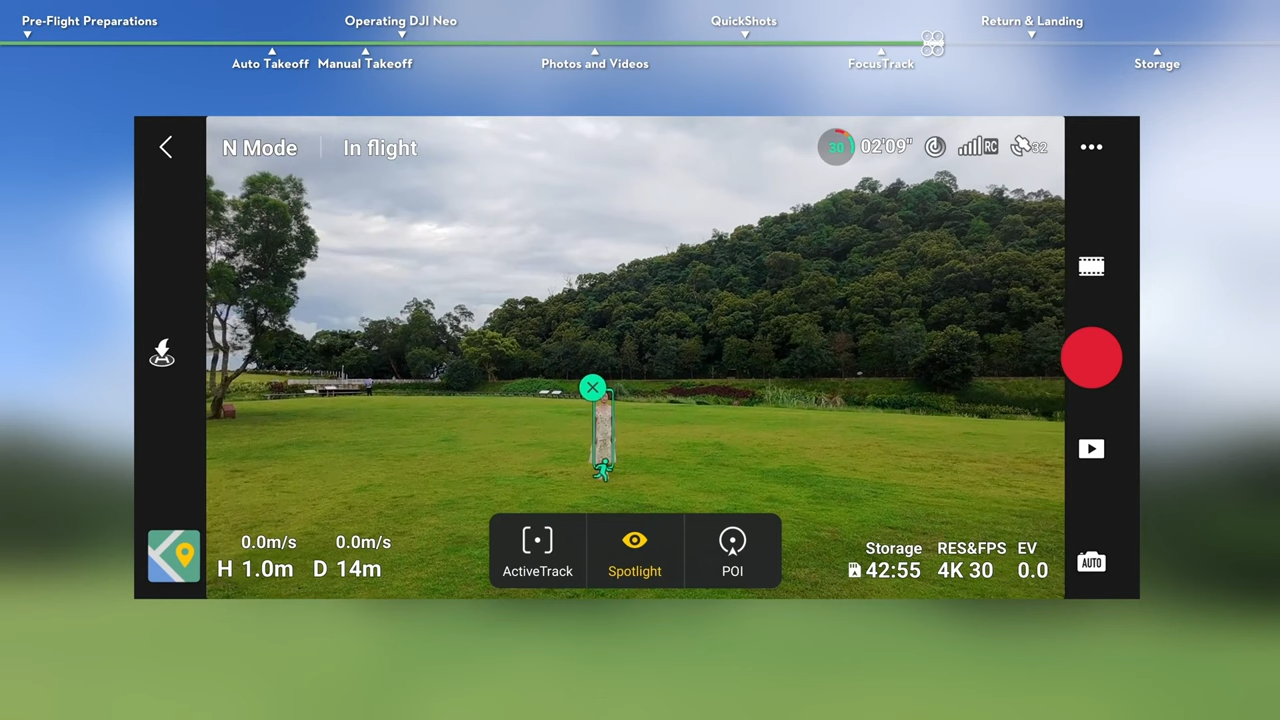 Pre-Flight Preparations
Operating DJI Neo
QuickShots
Return & Landing
Auto Takeoff
Manual Takeoff
Photos and Videos
FocusTrack
Storage
N Mode
In flight
30
02'09"
RC
32
0.0m/s
0.0m/s
H 1.0m
D 14m
ActiveTrack
Spotlight
POI
Storage
RES&FPS
EV
42:55
4K 30
0.0
AUTO